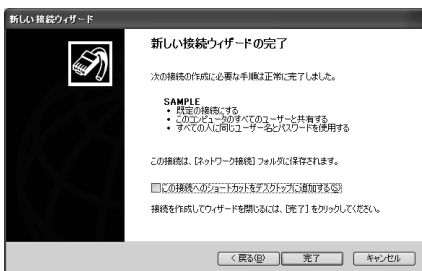 新しい接続ウィザード
新しい接続ウィザードの完了
次の接続の作成に必要な手順は正常に完了しました。
SAMPLE
• 既定の接続にする
• このコンピュータのすべてのユーザーと共有する
• すべての人に同じユーザー名とパスワードを使用する
この接続は、[ネットワーク接続] フォルダに保存されます。
この接続へのショートカットをデスクトップに追加する(S)
接続を作成してウィザードを閉じるには、[完了] をクリックしてください。
< 戻る(B) 完了 キャンセル